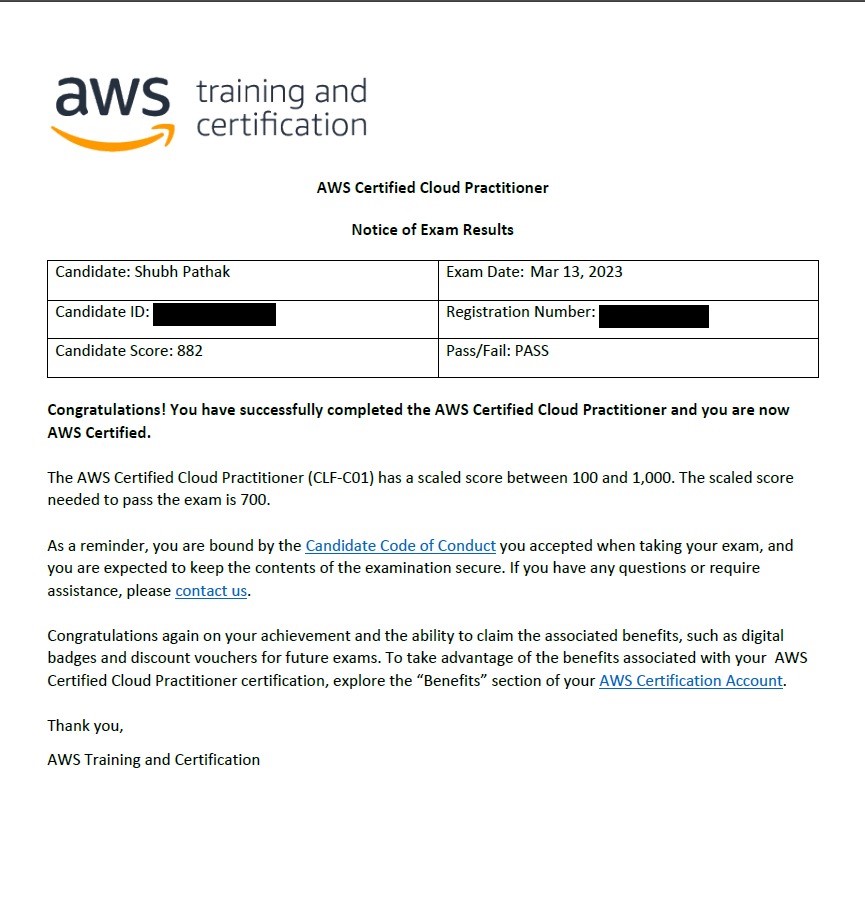 aws training and
certification
AWS Certified Cloud Practitioner
Notice of Exam Results
Candidate: Shubh Pathak
Exam Date: Mar 13, 2023
Candidate ID:
Registration Number:
Candidate Score: 882
Pass/Fail: PASS
Congratulations! You have successfully completed the AWS Certified Cloud Practitioner and you are now
AWS Certified.
The AWS Certified Cloud Practitioner (CLF-C01) has a scaled score between 100 and 1,000. The scaled score
needed to pass the exam is 700.
As a reminder, you are bound by the Candidate Code of Conduct you accepted when taking your exam, and
you are expected to keep the contents of the examination secure. If you have any questions or require
assistance, please contact us.
Congratulations again on your achievement and the ability to claim the associated benefits, such as digital
badges and discount vouchers for future exams. To take advantage of the benefits associated with your  AWS
Certified Cloud Practitioner certification, explore the “Benefits” section of your AWS Certification Account.
Thank you,
AWS Training and Certification